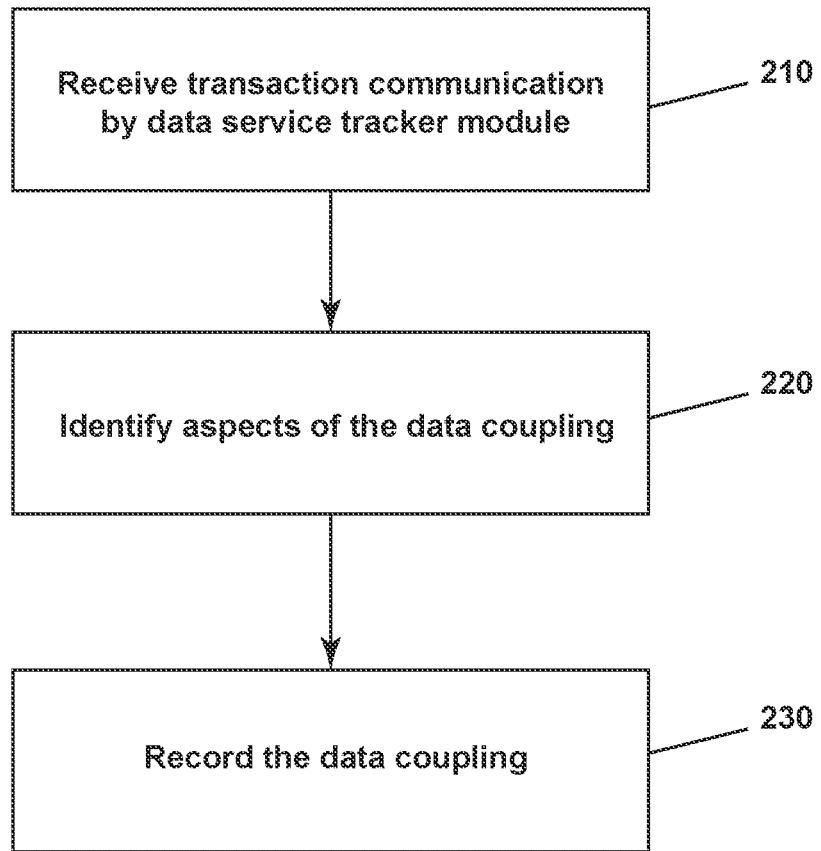 Receive transaction communication
by data service tracker module
210
Identify aspects of the data coupling
220
Record the data coupling
230